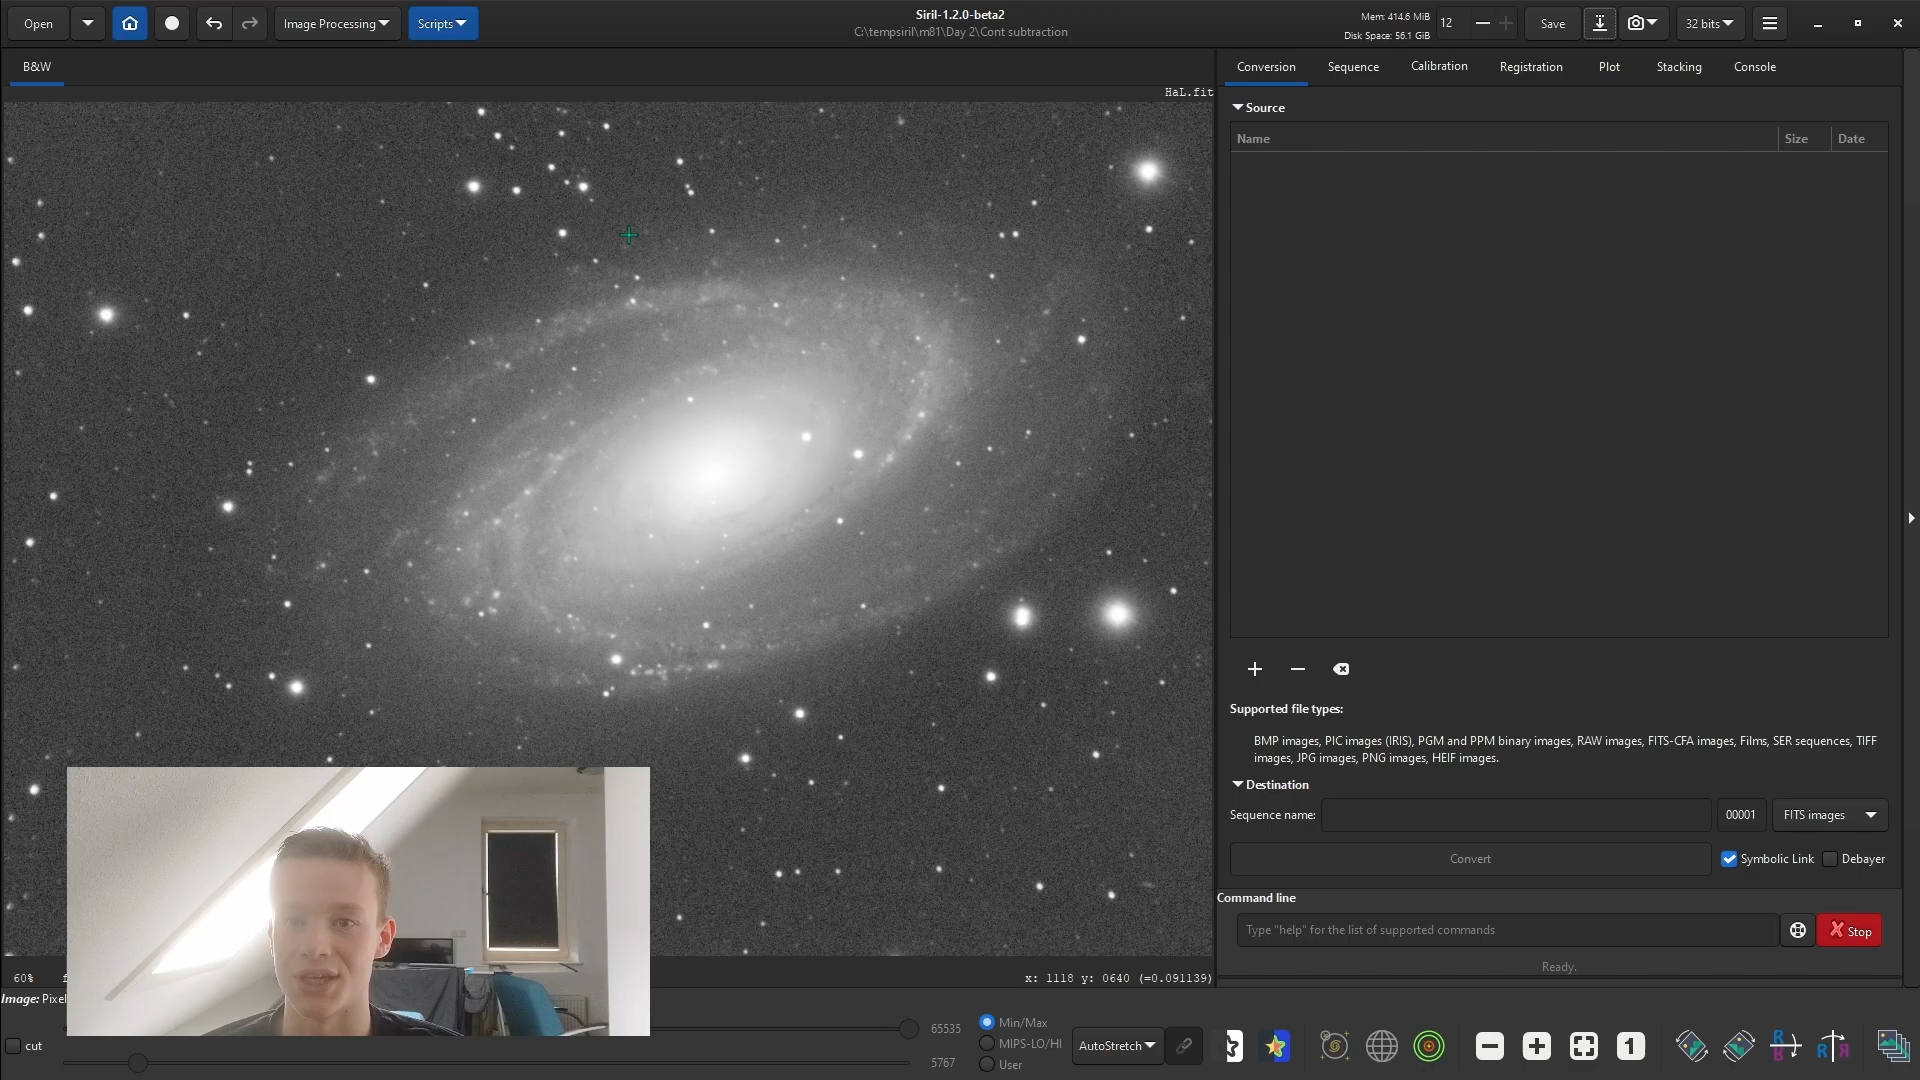 Open
Image Processing
Scripts
Siril-1.2.0-beta2
C:\tempsiril\m81\Day 2\Cont subtraction
Mem: 414.6 MiB
Disk Space: 56.1 GiB
12
Save
32 bits
B&W
HaL.fit
Conversion
Sequence
Calibration
Registration
Plot
Stacking
Console
Source
Name
Size
Date
Supported file types:
BMP images, PIC images (IRIS), PGM and PPM binary images, RAW images, FITS-CFA images, Films, SER sequences, TIFF
images, JPG images, PNG images, HEIF images.
Destination
Sequence name:
00001
FITS images
Convert
Symbolic Link
Debayer
Command line
Type "help" for the list of supported commands
Stop
Ready.
60%
x: 1118 y: 0640 (=0.091139)
Image: Pixel
65535
Min/Max
MIPS-LO/HI
User
cut
5767
AutoStretch
1
R
R
R
R